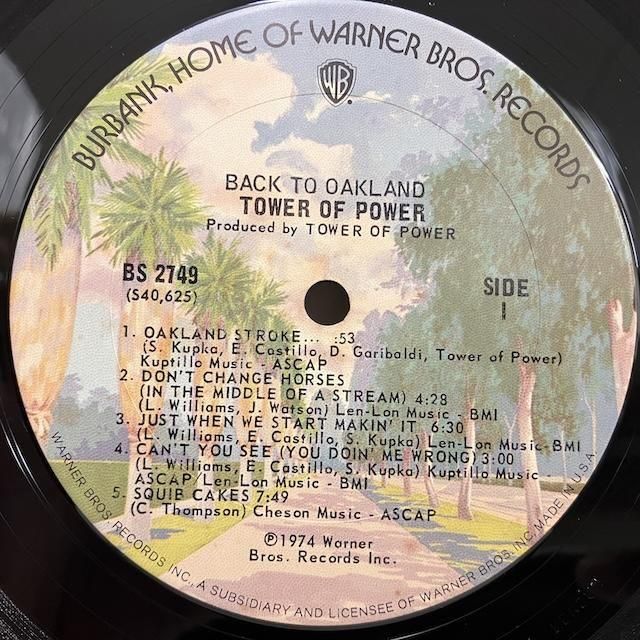 BURBANK, HOME OF WARNER BROS. RECORDS
WB
BACK TO OAKLAND
TOWER OF POWER
Produced by TOWER OF POWER
BS 2749
(S40,625)
SIDE
1
1. OAKLAND STROKE... :53
(S. Kupka, E. Castillo, D. Garibaldi, Tower of Power)
Kuptillo Music - ASCAP
2. DON'T CHANGE HORSES
(IN THE MIDDLE OF A STREAM) 4:28
(L. Williams, J. Watson) Len-Lon Music - BMI
3. JUST WHEN WE START MAKIN' IT 6:30
(L. Williams, E. Castillo, S. Kupka) Len-Lon Music-BMI
4. CAN'T YOU SEE (YOU DOIN' ME WRONG) 3:00
(L. Williams, E. Castillo, S. Kupka) Kuptillo Music -
ASCAP/Len-Lon Music - BMI
5. SQUIB CAKES 7:49
(C. Thompson) Cheson Music - ASCAP
℗1974 Warner
Bros. Records Inc.
WARNER BROS. RECORDS INC., A SUBSIDIARY AND LICENSEE OF WARNER BROS. INC. MADE IN U.S.A.